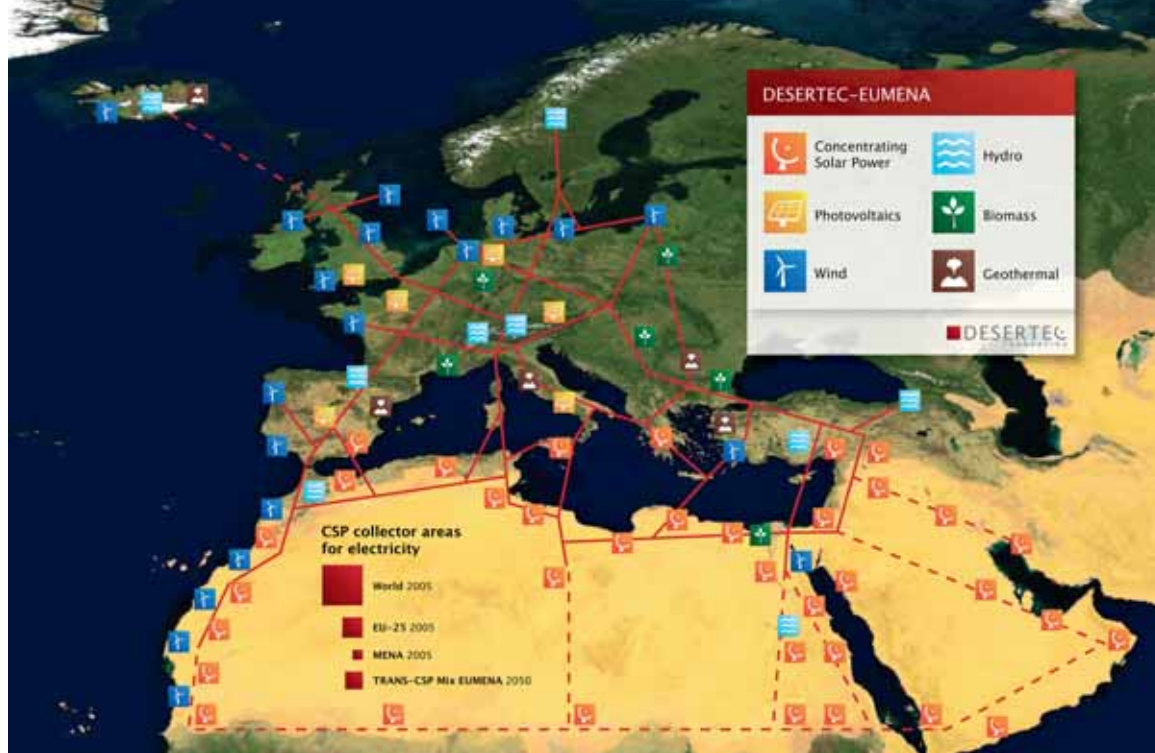 DESERTEC-EUMENA
Concentrating
Solar Power
Hydro
Photovoltaics
Biomass
Wind
Geothermal
DESERTEC
CSP collector areas
for electricity
World 2005
EU-25 2005
MENA 2005
TRANS-CSP Mix EUMENA 2050